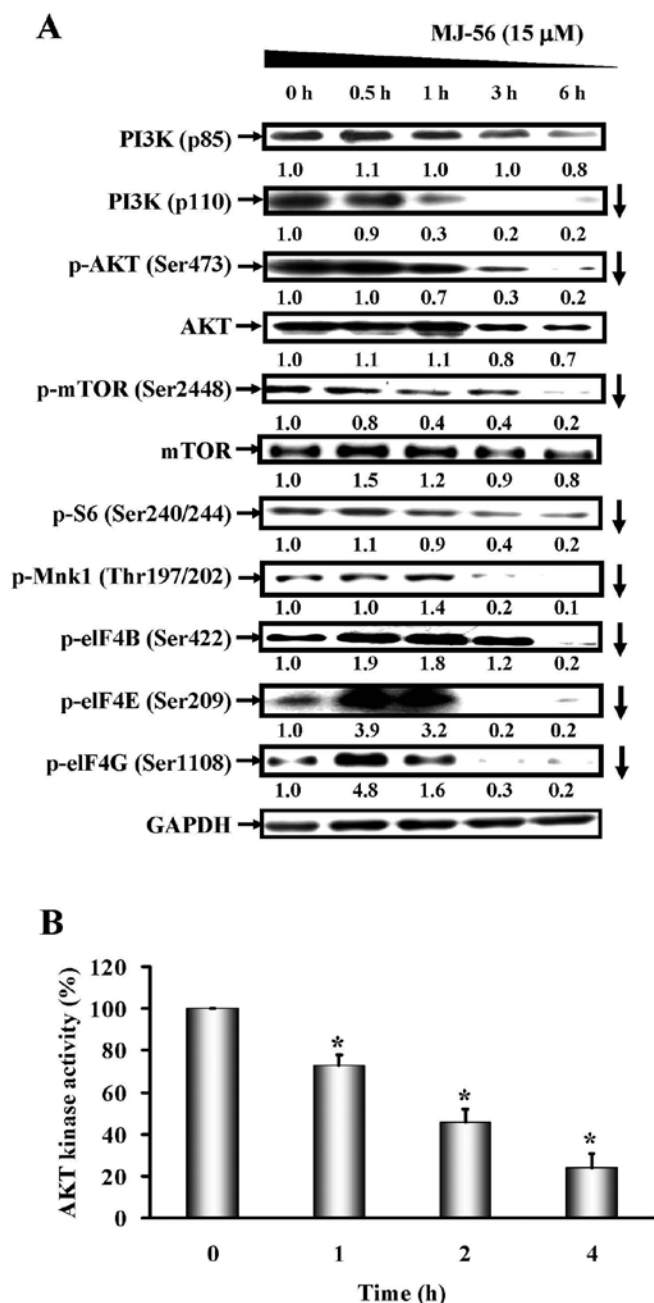 A
MJ-56 (15 µM)
0 h 0.5 h 1 h 3 h 6 h
PI3K (p85)
1.0 1.1 1.0 1.0 0.8
PI3K (p110)
1.0 0.9 0.3 0.2 0.2
p-AKT (Ser473)
1.0 1.0 0.7 0.3 0.2
AKT
1.0 1.1 1.1 0.8 0.7
p-mTOR (Ser2448)
1.0 0.8 0.4 0.4 0.2
mTOR
1.0 1.5 1.2 0.9 0.8
p-S6 (Ser240/244)
1.0 1.1 0.9 0.4 0.2
p-Mnk1 (Thr197/202)
1.0 1.0 1.4 0.2 0.1
p-elF4B (Ser422)
1.0 1.9 1.8 1.2 0.2
p-elF4E (Ser209)
1.0 3.9 3.2 0.2 0.2
p-elF4G (Ser1108)
1.0 4.8 1.6 0.3 0.2
GAPDH
B
AKT kinase activity (%)
120
100
80
60
40
20
0
* * *
0 1 2 4
Time (h)